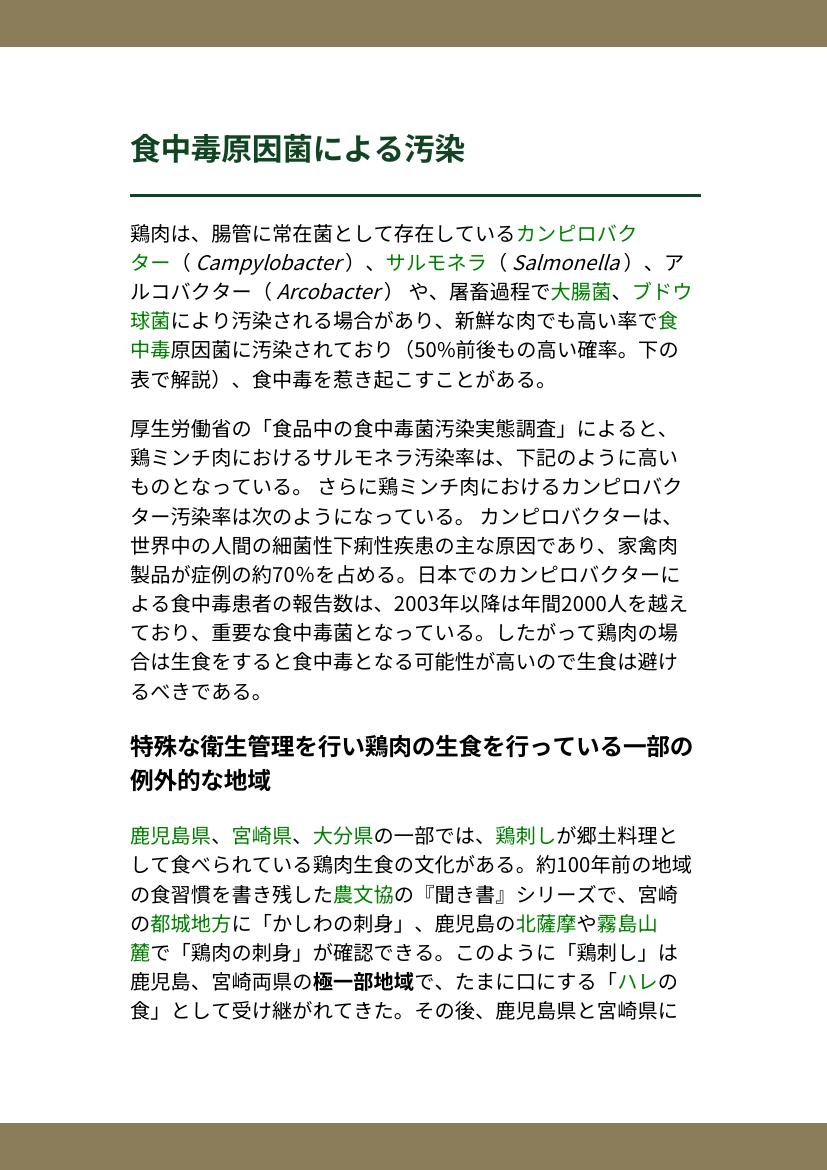 食中毒原因菌による汚染
鶏肉は、腸管に常在菌として存在しているカンピロバク
ター（ Campylobacter ）、サルモネラ（ Salmonella ）、ア
ルコバクター（ Arcobacter ） や、屠畜過程で大腸菌、ブドウ
球菌により汚染される場合があり、新鮮な肉でも高い率で食
中毒原因菌に汚染されており（50%前後もの高い確率。下の
表で解説）、食中毒を惹き起こすことがある。
厚生労働省の「食品中の食中毒菌汚染実態調査」によると、
鶏ミンチ肉におけるサルモネラ汚染率は、下記のように高い
ものとなっている。 さらに鶏ミンチ肉におけるカンピロバク
ター汚染率は次のようになっている。 カンピロバクターは、
世界中の人間の細菌性下痢性疾患の主な原因であり、家禽肉
製品が症例の約70％を占める。日本でのカンピロバクターに
よる食中毒患者の報告数は、2003年以降は年間2000人を越え
ており、重要な食中毒菌となっている。したがって鶏肉の場
合は生食をすると食中毒となる可能性が高いので生食は避け
るべきである。
特殊な衛生管理を行い鶏肉の生食を行っている一部の
例外的な地域
鹿児島県、宮崎県、大分県の一部では、鶏刺しが郷土料理と
して食べられている鶏肉生食の文化がある。約100年前の地域
の食習慣を書き残した農文協の『聞き書』シリーズで、宮崎
の都城地方に「かしわの刺身」、鹿児島の北薩摩や霧島山
麓で「鶏肉の刺身」が確認できる。このように「鶏刺し」は
鹿児島、宮崎両県の極一部地域で、たまに口にする「ハレの
食」として受け継がれてきた。その後、鹿児島県と宮崎県に